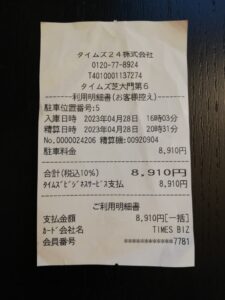 タイムズ24株式会社
0120-77-8924
T4010001137274
タイムズ芝大門第6
利用明細書(お客様控え)
駐車位置番号:5
入庫日時 2023年04月28日 16時03分
精算日時 2023年04月28日 20時31分
No.0000024206 精算機:00920904
駐車料金 8,910円
合計(税込10%) 8,910円
タイムズビジネスサービス支払 8,910円
ご利用明細書
支払金額 8,910円[一括]
カード会社名 TIMES BIZ
会員番号 ************7781